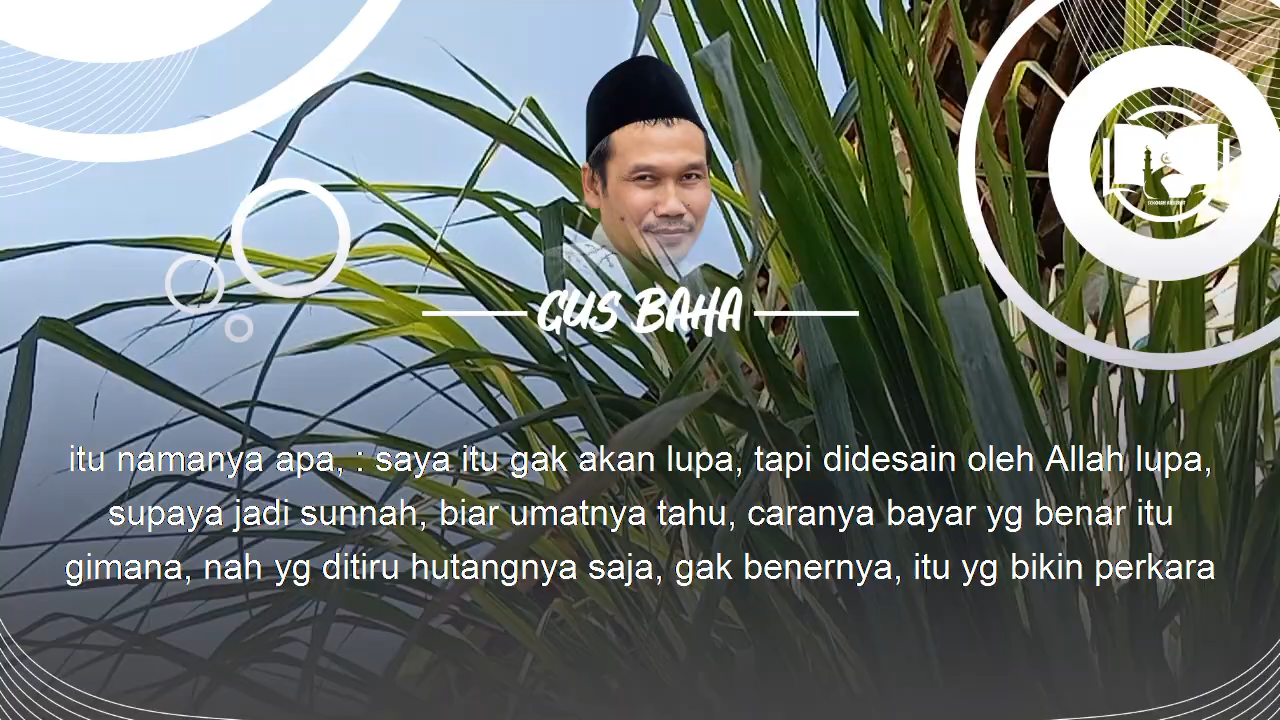 GUS BAHA
itu namanya apa, : saya itu gak akan lupa, tapi didesain oleh Allah lupa,
supaya jadi sunnah, biar umatnya tahu, caranya bayar yg benar itu
gimana, nah yg ditiru hutangnya saja, gak benernya, itu yg bikin perkara